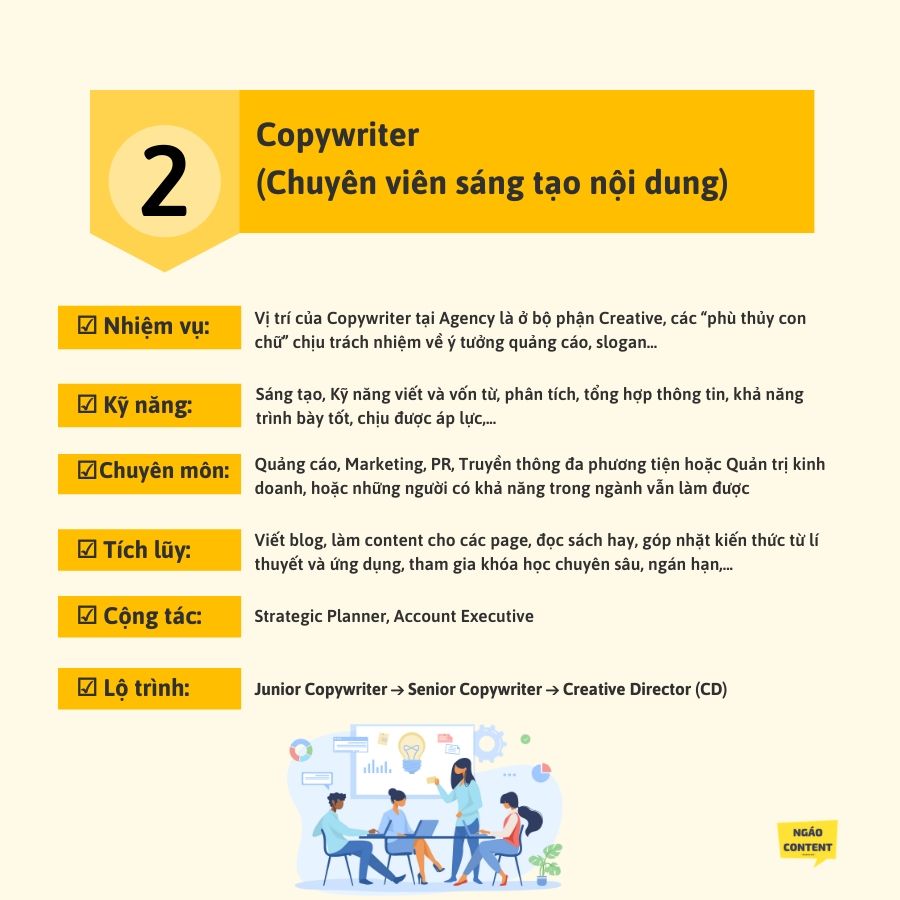 2
Copywriter
(Chuyên viên sáng tạo nội dung)
☑ Nhiệm vụ:
Vị trí của Copywriter tại Agency là ở bộ phận Creative, các “phù thủy con
chữ” chịu trách nhiệm về ý tưởng quảng cáo, slogan...
☑ Kỹ năng:
Sáng tạo, Kỹ năng viết và vốn từ, phân tích, tổng hợp thông tin, khả năng
trình bày tốt, chịu được áp lực,...
☑Chuyên môn:
Quảng cáo, Marketing, PR, Truyền thông đa phương tiện hoặc Quản trị kinh
doanh, hoặc những người có khả năng trong ngành vẫn làm được
☑ Tích lũy:
Viết blog, làm content cho các page, đọc sách hay, góp nhặt kiến thức từ lí
thuyết và ứng dụng, tham gia khóa học chuyên sâu, ngán hạn,...
☑ Cộng tác:
Strategic Planner, Account Executive
☑ Lộ trình:
Junior Copywriter → Senior Copywriter → Creative Director (CD)
NGÁO
CONTENT